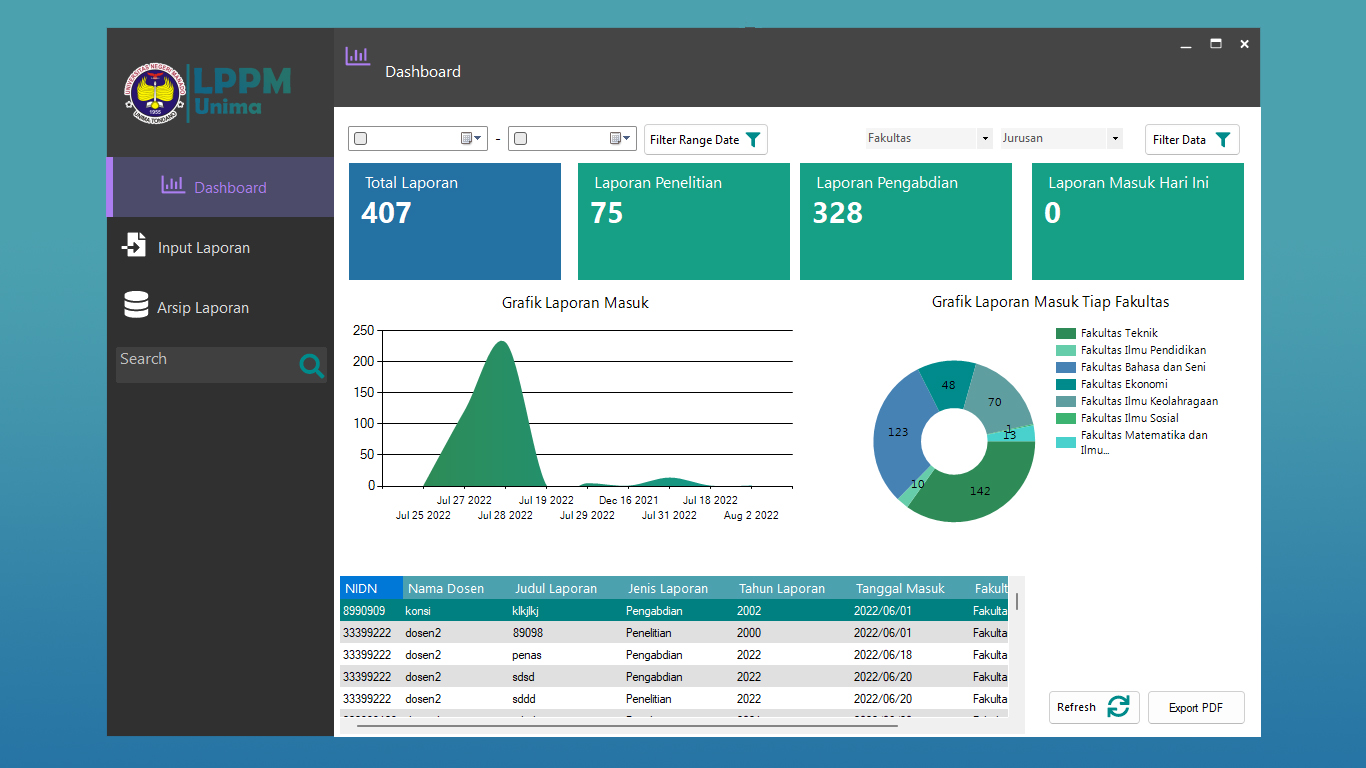 UNIVERSITAS NEGERI MANADO
1955
UNIMA TONDANO
LPPM
Unima
Dashboard
Input Laporan
Arsip Laporan
Search
Dashboard
- Filter Range Date
Fakultas Jurusan Filter Data
Total Laporan
407
Laporan Penelitian
75
Laporan Pengabdian
328
Laporan Masuk Hari Ini
0
Grafik Laporan Masuk
250
200
150
100
50
0
Jul 27 2022 Jul 19 2022 Dec 16 2021 Jul 18 2022
Jul 25 2022 Jul 28 2022 Jul 29 2022 Jul 31 2022 Aug 2 2022
Grafik Laporan Masuk Tiap Fakultas
48
70
123
1
13
10
142
Fakultas Teknik
Fakultas Ilmu Pendidikan
Fakultas Bahasa dan Seni
Fakultas Ekonomi
Fakultas Ilmu Keolahragaan
Fakultas Ilmu Sosial
Fakultas Matematika dan
Ilmu...
NIDN Nama Dosen Judul Laporan Jenis Laporan Tahun Laporan Tanggal Masuk Fakult
8990909 konsi klkjlkj Pengabdian 2002 2022/06/01 Fakulta
33399222 dosen2 89098 Penelitian 2000 2022/06/01 Fakulta
33399222 dosen2 penas Pengabdian 2022 2022/06/18 Fakulta
33399222 dosen2 sdsd Pengabdian 2022 2022/06/20 Fakulta
33399222 dosen2 sddd Penelitian 2022 2022/06/20 Fakulta
Refresh
Export PDF